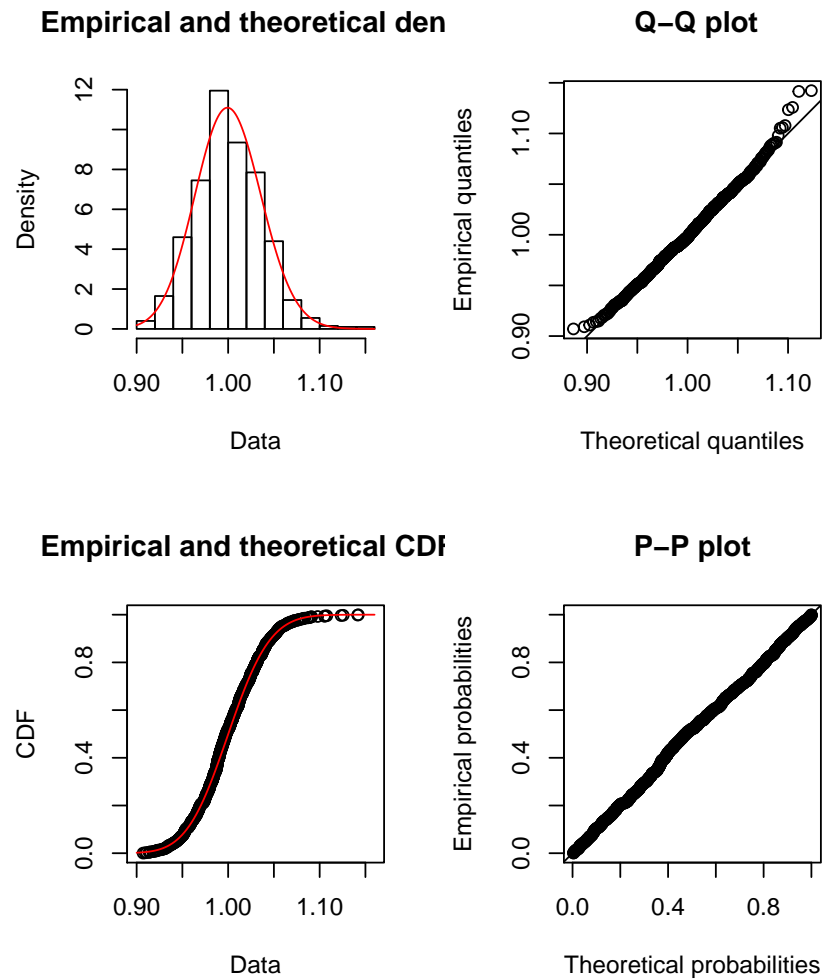 Empirical and theoretical den
Density
0 2 4 6 8 12
0.90 1.00 1.10
Data
Q−Q plot
Empirical quantiles
0.90 1.00 1.10
0.90 1.00 1.10
Theoretical quantiles
Empirical and theoretical CDF
CDF
0.0 0.4 0.8
0.90 1.00 1.10
Data
P−P plot
Empirical probabilities
0.0 0.4 0.8
0.0 0.4 0.8
Theoretical probabilities